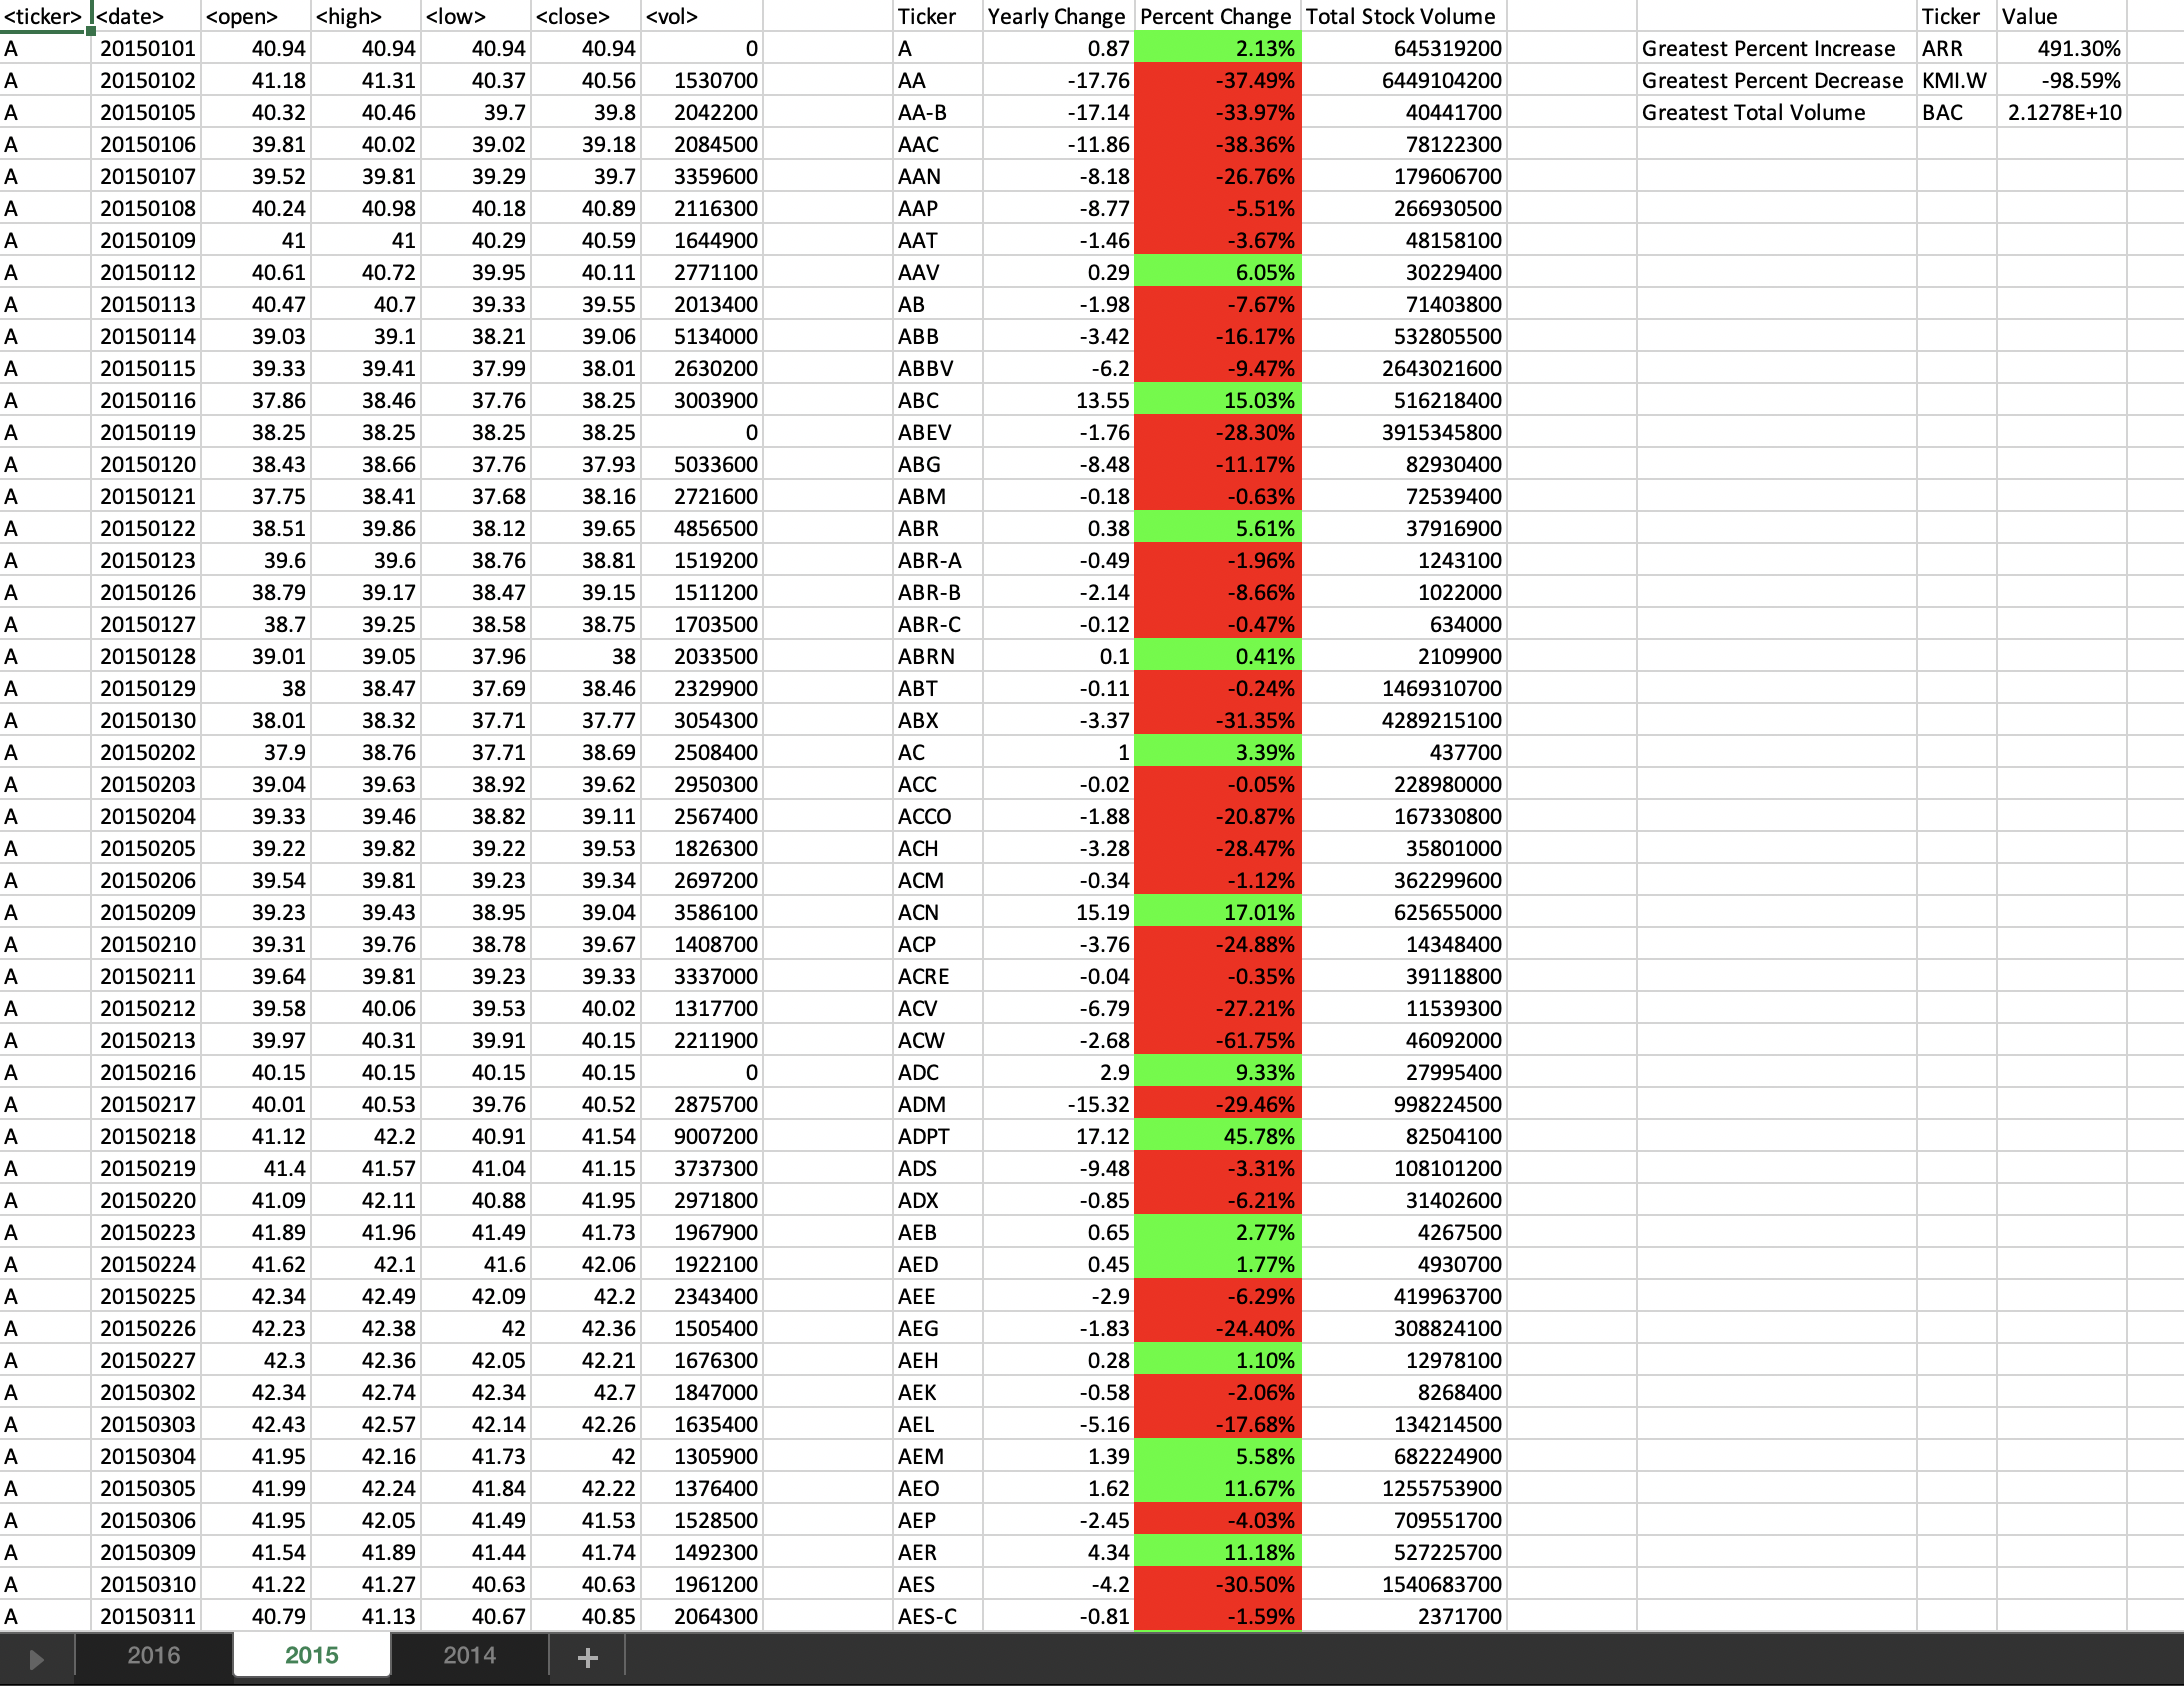 <ticker> <date> <open> <high> <low> <close> <vol> Ticker Yearly Change Percent Change Total Stock Volume Ticker Value
A 20150101 40.94 40.94 40.94 40.94 0 A 0.87 2.13% 645319200 Greatest Percent Increase ARR 491.30%
A 20150102 41.18 41.31 40.37 40.56 1530700 AA -17.76 -37.49% 6449104200 Greatest Percent Decrease KMI.W -98.59%
A 20150105 40.32 40.46 39.7 39.8 2042200 AA-B -17.14 -33.97% 40441700 Greatest Total Volume BAC 2.1278E+10
A 20150106 39.81 40.02 39.02 39.18 2084500 AAC -11.86 -38.36% 78122300
A 20150107 39.52 39.81 39.29 39.7 3359600 AAN -8.18 -26.76% 179606700
A 20150108 40.24 40.98 40.18 40.89 2116300 AAP -8.77 -5.51% 266930500
A 20150109 41 41 40.29 40.59 1644900 AAT -1.46 -3.67% 48158100
A 20150112 40.61 40.72 39.95 40.11 2771100 AAV 0.29 6.05% 30229400
A 20150113 40.47 40.7 39.33 39.55 2013400 AB -1.98 -7.67% 71403800
A 20150114 39.03 39.1 38.21 39.06 5134000 ABB -3.42 -16.17% 532805500
A 20150115 39.33 39.41 37.99 38.01 2630200 ABBV -6.2 -9.47% 2643021600
A 20150116 37.86 38.46 37.76 38.25 3003900 ABC 13.55 15.03% 516218400
A 20150119 38.25 38.25 38.25 38.25 0 ABEV -1.76 -28.30% 3915345800
A 20150120 38.43 38.66 37.76 37.93 5033600 ABG -8.48 -11.17% 82930400
A 20150121 37.75 38.41 37.68 38.16 2721600 ABM -0.18 -0.63% 72539400
A 20150122 38.51 39.86 38.12 39.65 4856500 ABR 0.38 5.61% 37916900
A 20150123 39.6 39.6 38.76 38.81 1519200 ABR-A -0.49 -1.96% 1243100
A 20150126 38.79 39.17 38.47 39.15 1511200 ABR-B -2.14 -8.66% 1022000
A 20150127 38.7 39.25 38.58 38.75 1703500 ABR-C -0.12 -0.47% 634000
A 20150128 39.01 39.05 37.96 38 2033500 ABRN 0.1 0.41% 2109900
A 20150129 38 38.47 37.69 38.46 2329900 ABT -0.11 -0.24% 1469310700
A 20150130 38.01 38.32 37.71 37.77 3054300 ABX -3.37 -31.35% 4289215100
A 20150202 37.9 38.76 37.71 38.69 2508400 AC 1 3.39% 437700
A 20150203 39.04 39.63 38.92 39.62 2950300 ACC -0.02 -0.05% 228980000
A 20150204 39.33 39.46 38.82 39.11 2567400 ACCO -1.88 -20.87% 167330800
A 20150205 39.22 39.82 39.22 39.53 1826300 ACH -3.28 -28.47% 35801000
A 20150206 39.54 39.81 39.23 39.34 2697200 ACM -0.34 -1.12% 362299600
A 20150209 39.23 39.43 38.95 39.04 3586100 ACN 15.19 17.01% 625655000
A 20150210 39.31 39.76 38.78 39.67 1408700 ACP -3.76 -24.88% 14348400
A 20150211 39.64 39.81 39.23 39.33 3337000 ACRE -0.04 -0.35% 39118800
A 20150212 39.58 40.06 39.53 40.02 1317700 ACV -6.79 -27.21% 11539300
A 20150213 39.97 40.31 39.91 40.15 2211900 ACW -2.68 -61.75% 46092000
A 20150216 40.15 40.15 40.15 40.15 0 ADC 2.9 9.33% 27995400
A 20150217 40.01 40.53 39.76 40.52 2875700 ADM -15.32 -29.46% 998224500
A 20150218 41.12 42.2 40.91 41.54 9007200 ADPT 17.12 45.78% 82504100
A 20150219 41.4 41.57 41.04 41.15 3737300 ADS -9.48 -3.31% 108101200
A 20150220 41.09 42.11 40.88 41.95 2971800 ADX -0.85 -6.21% 31402600
A 20150223 41.89 41.96 41.49 41.73 1967900 AEB 0.65 2.77% 4267500
A 20150224 41.62 42.1 41.6 42.06 1922100 AED 0.45 1.77% 4930700
A 20150225 42.34 42.49 42.09 42.2 2343400 AEE -2.9 -6.29% 419963700
A 20150226 42.23 42.38 42 42.36 1505400 AEG -1.83 -24.40% 308824100
A 20150227 42.3 42.36 42.05 42.21 1676300 AEH 0.28 1.10% 12978100
A 20150302 42.34 42.74 42.34 42.7 1847000 AEK -0.58 -2.06% 8268400
A 20150303 42.43 42.57 42.14 42.26 1635400 AEL -5.16 -17.68% 134214500
A 20150304 41.95 42.16 41.73 42 1305900 AEM 1.39 5.58% 682224900
A 20150305 41.99 42.24 41.84 42.22 1376400 AEO 1.62 11.67% 1255753900
A 20150306 41.95 42.05 41.49 41.53 1528500 AEP -2.45 -4.03% 709551700
A 20150309 41.54 41.89 41.44 41.74 1492300 AER 4.34 11.18% 527225700
A 20150310 41.22 41.27 40.63 40.63 1961200 AES -4.2 -30.50% 1540683700
A 20150311 40.79 41.13 40.67 40.85 2064300 AES-C -0.81 -1.59% 2371700
2016 2015 2014 +